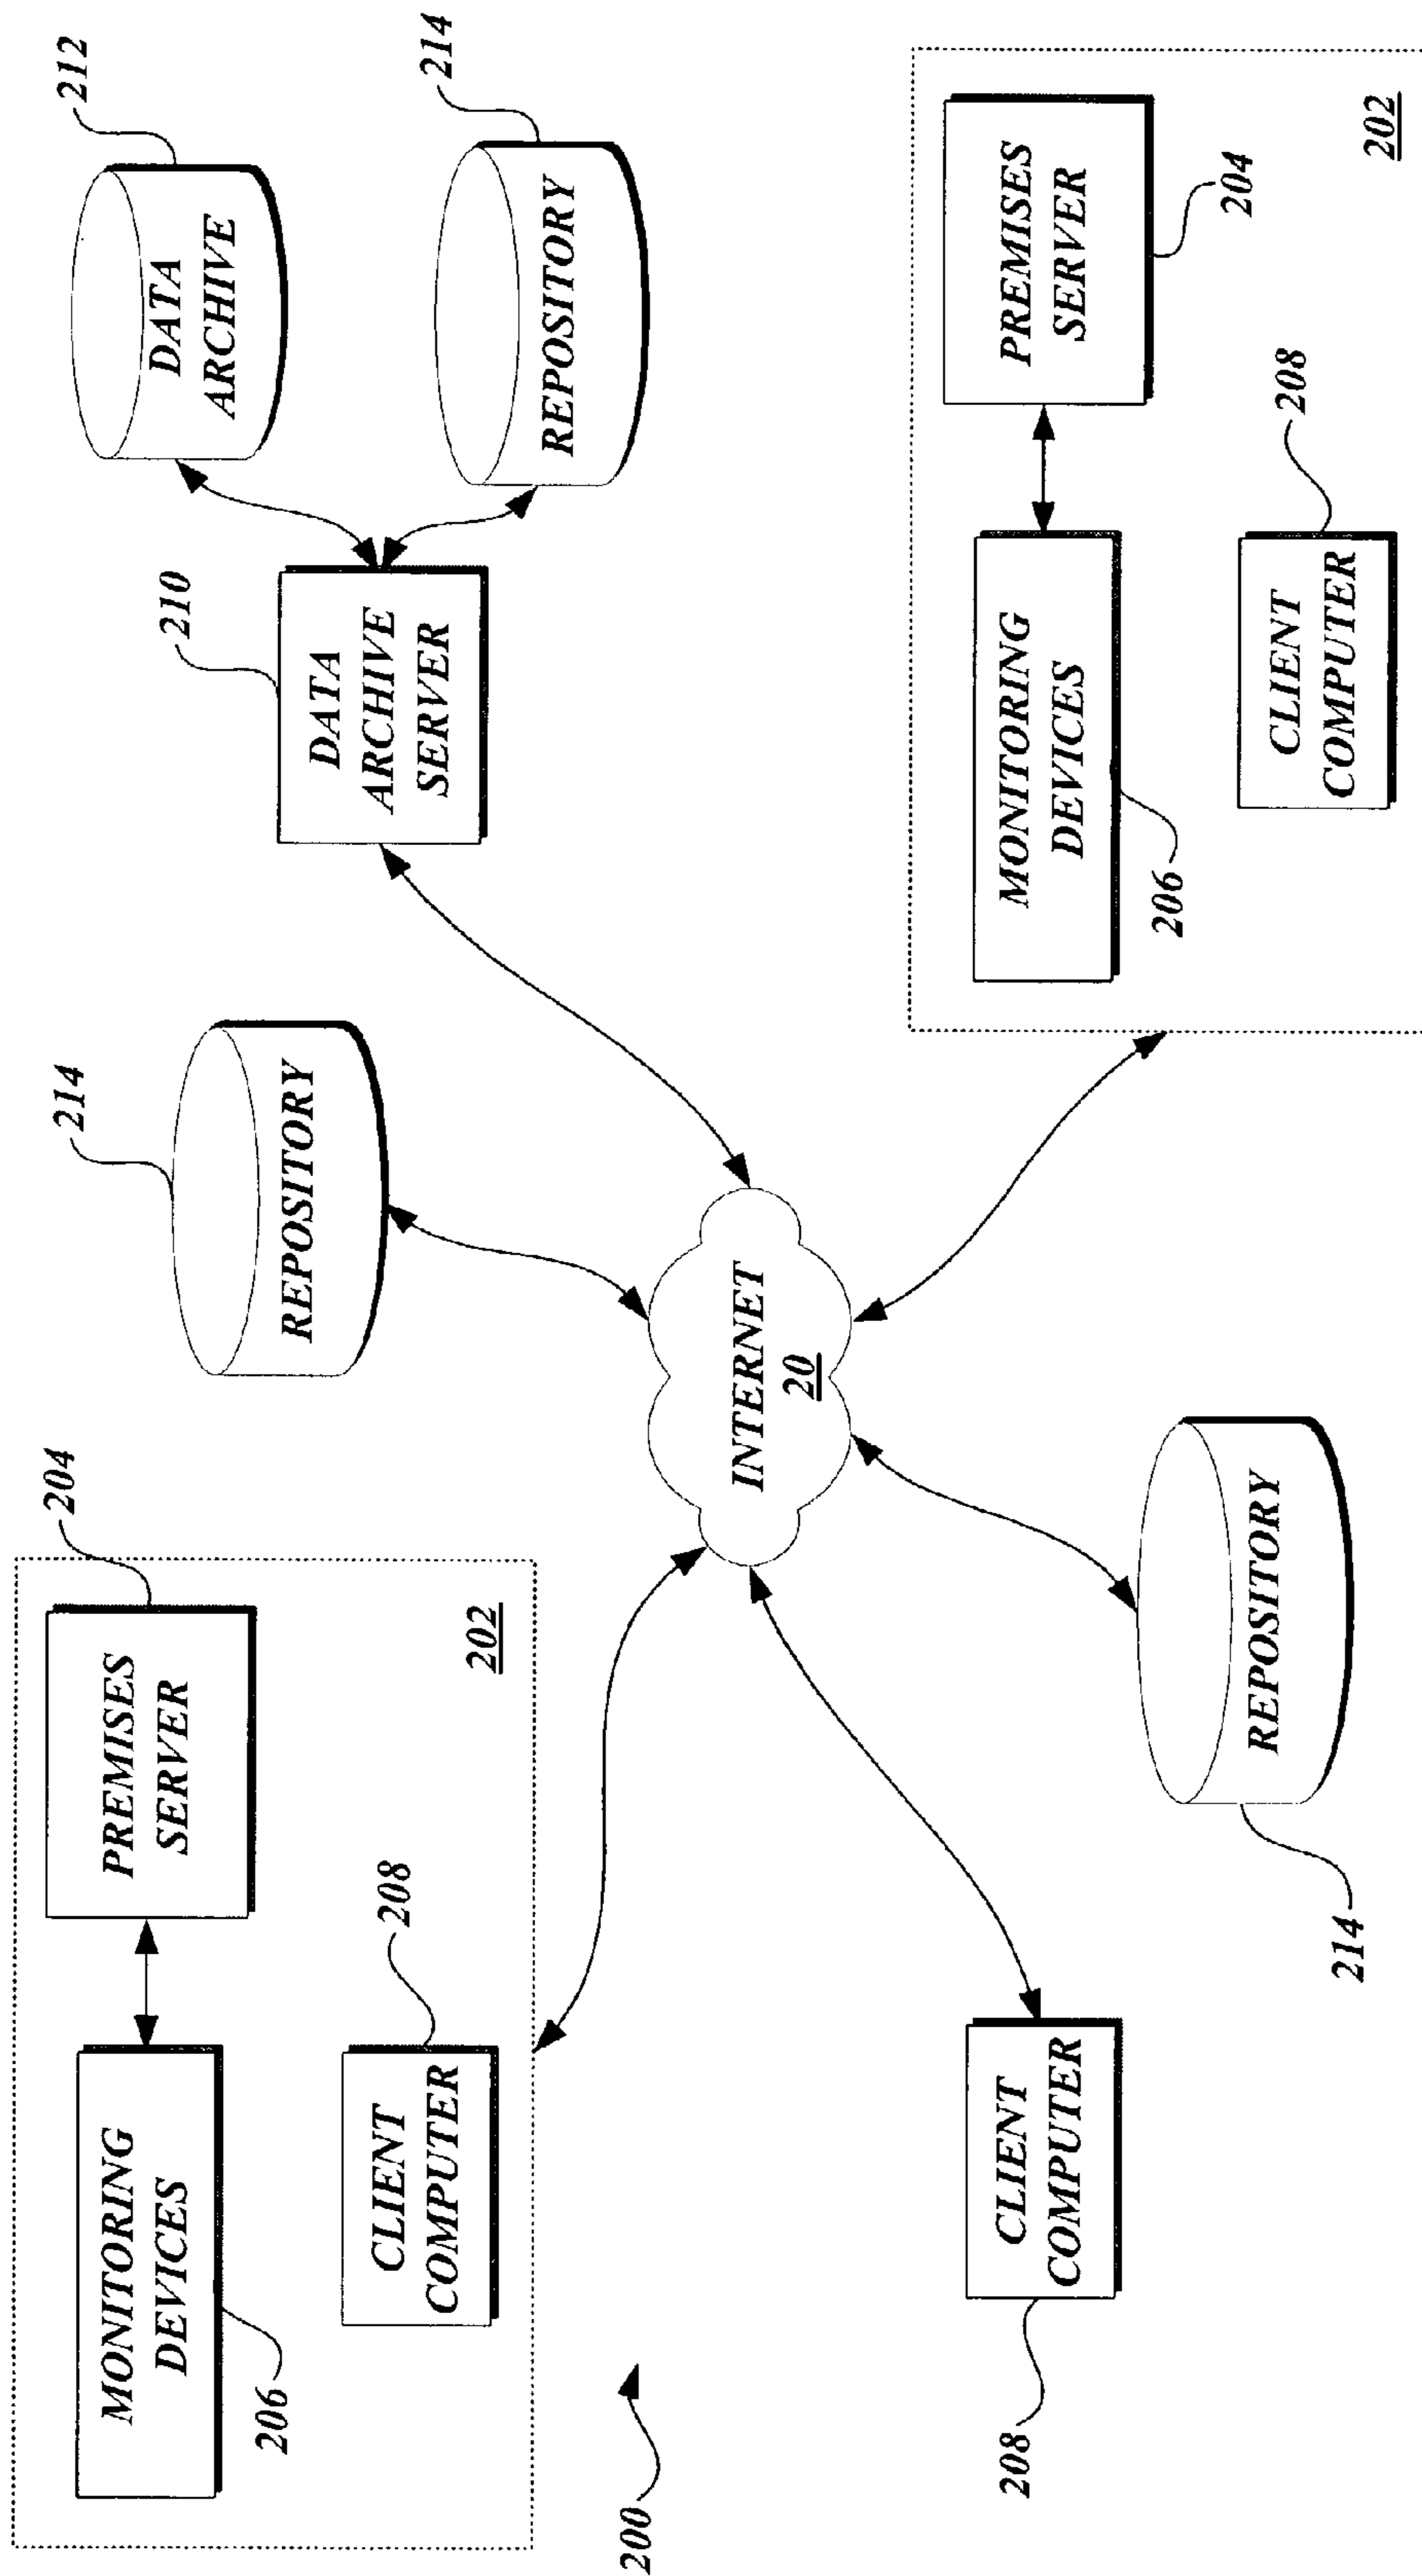 204
PREMISES
SERVER
MONITORING
DEVICES
206
208
CLIENT
COMPUTER
202
214
REPOSITORY
210
DATA
ARCHIVE
SERVER
212
DATA
ARCHIVE
214
REPOSITORY
INTERNET
20
200
208
CLIENT
COMPUTER
214
REPOSITORY
PREMISES
SERVER
204
MONITORING
DEVICES
206
208
CLIENT
COMPUTER
202